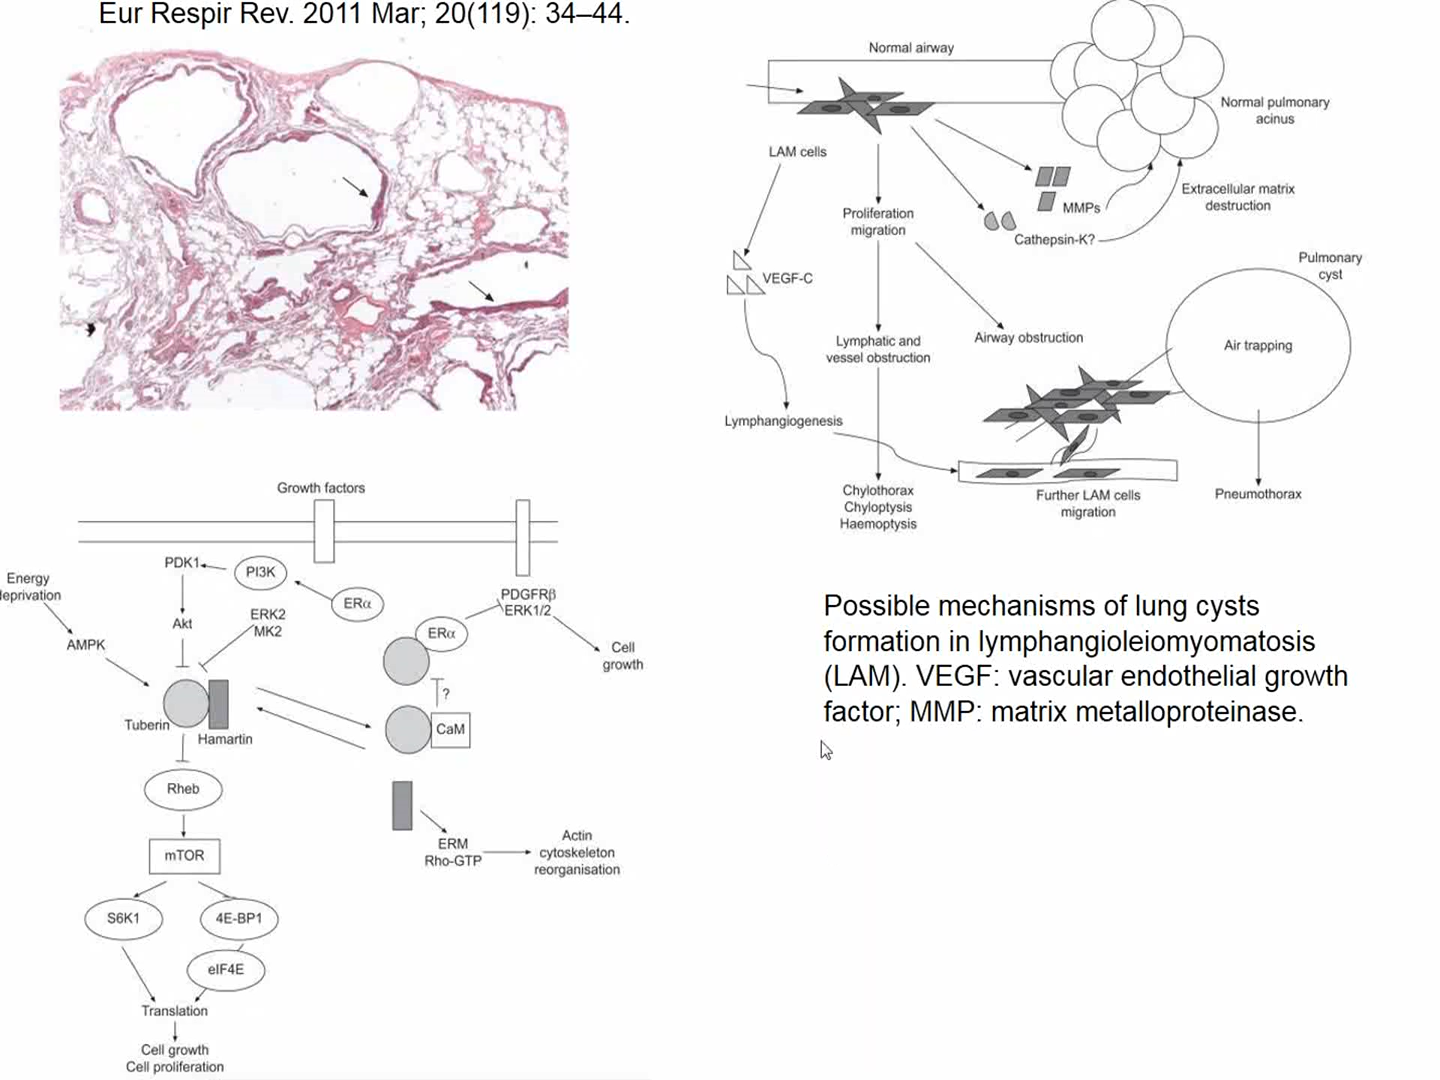 Eur Respir Rev. 2011 Mar; 20(119): 34–44.
Normal airway
Normal pulmonary
acinus
LAM cells
MMPs
Extracellular matrix
destruction
Proliferation
migration
Cathepsin-K?
VEGF-C
Pulmonary
cyst
Lymphatic and
vessel obstruction
Airway obstruction
Air trapping
Lymphangiogenesis
Chylothorax
Chyloptysis
Haemoptysis
Further LAM cells
migration
Pneumothorax
Growth factors
PDK1
PI3K
ERα
Energy
deprivation
Akt
ERK2
MK2
AMPK
PDGFRβ
ERK1/2
ERα
Cell
growth
?
Tuberin
Hamartin
CaM
Rheb
mTOR
ERM
Rho-GTP
Actin
cytoskeleton
reorganisation
S6K1
4E-BP1
eIF4E
Translation
Cell growth
Cell proliferation
Possible mechanisms of lung cysts
formation in lymphangioleiomyomatosis
(LAM). VEGF: vascular endothelial growth
factor; MMP: matrix metalloproteinase.